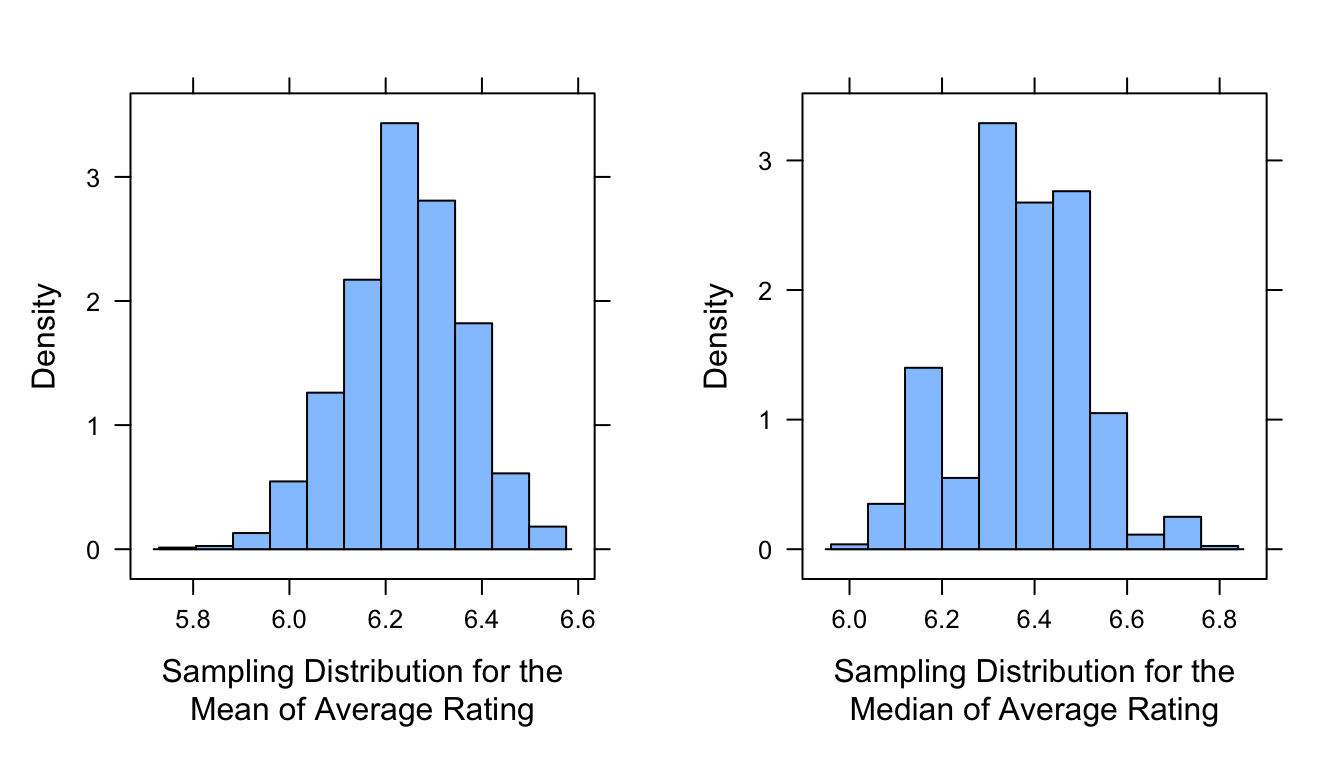 Density
3
2
1
0
5.8 6.0 6.2 6.4 6.6
Sampling Distribution for the
Mean of Average Rating
Density
3
2
1
0
6.0 6.2 6.4 6.6 6.8
Sampling Distribution for the
Median of Average Rating